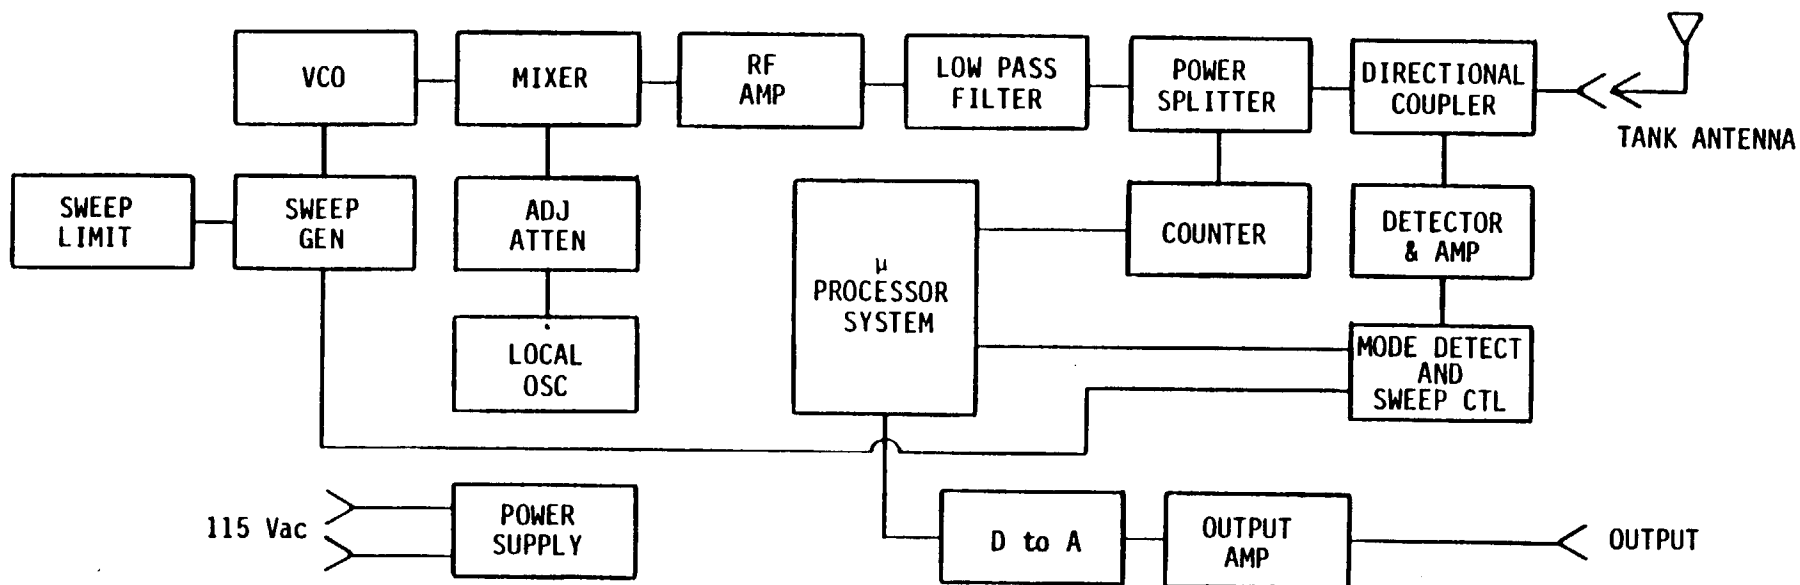 VCO
MIXER
RF
AMP
LOW PASS
FILTER
POWER
SPLITTER
DIRECTIONAL
COUPLER
TANK ANTENNA
SWEEP
LIMIT
SWEEP
GEN
ADJ
ATTEN
μ
PROCESSOR
SYSTEM
COUNTER
DETECTOR
& AMP
LOCAL
OSC
MODE DETECT
AND
SWEEP CTL
115 Vac
POWER
SUPPLY
D to A
OUTPUT
AMP
OUTPUT